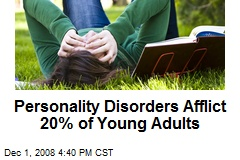 Personality Disorders Afflict
20% of Young Adults
Dec 1, 2008 4:40 PM CST